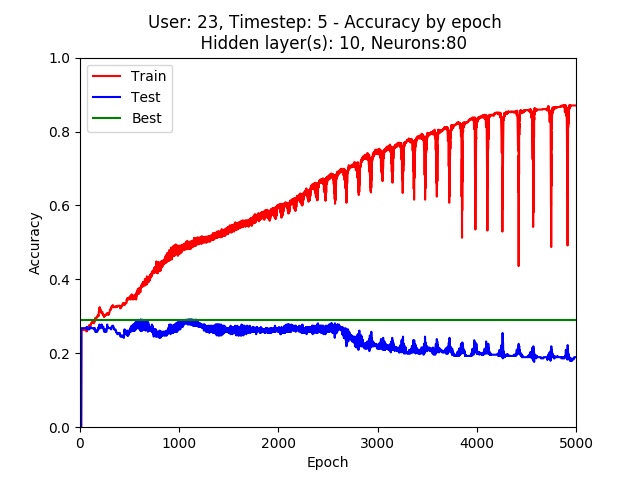 User: 23, Timestep: 5 - Accuracy by epoch
Hidden layer(s): 10, Neurons:80
1.0
0.8
0.6
0.4
0.2
0.0
Accuracy
Train
Test
Best
0 1000 2000 3000 4000 5000
Epoch